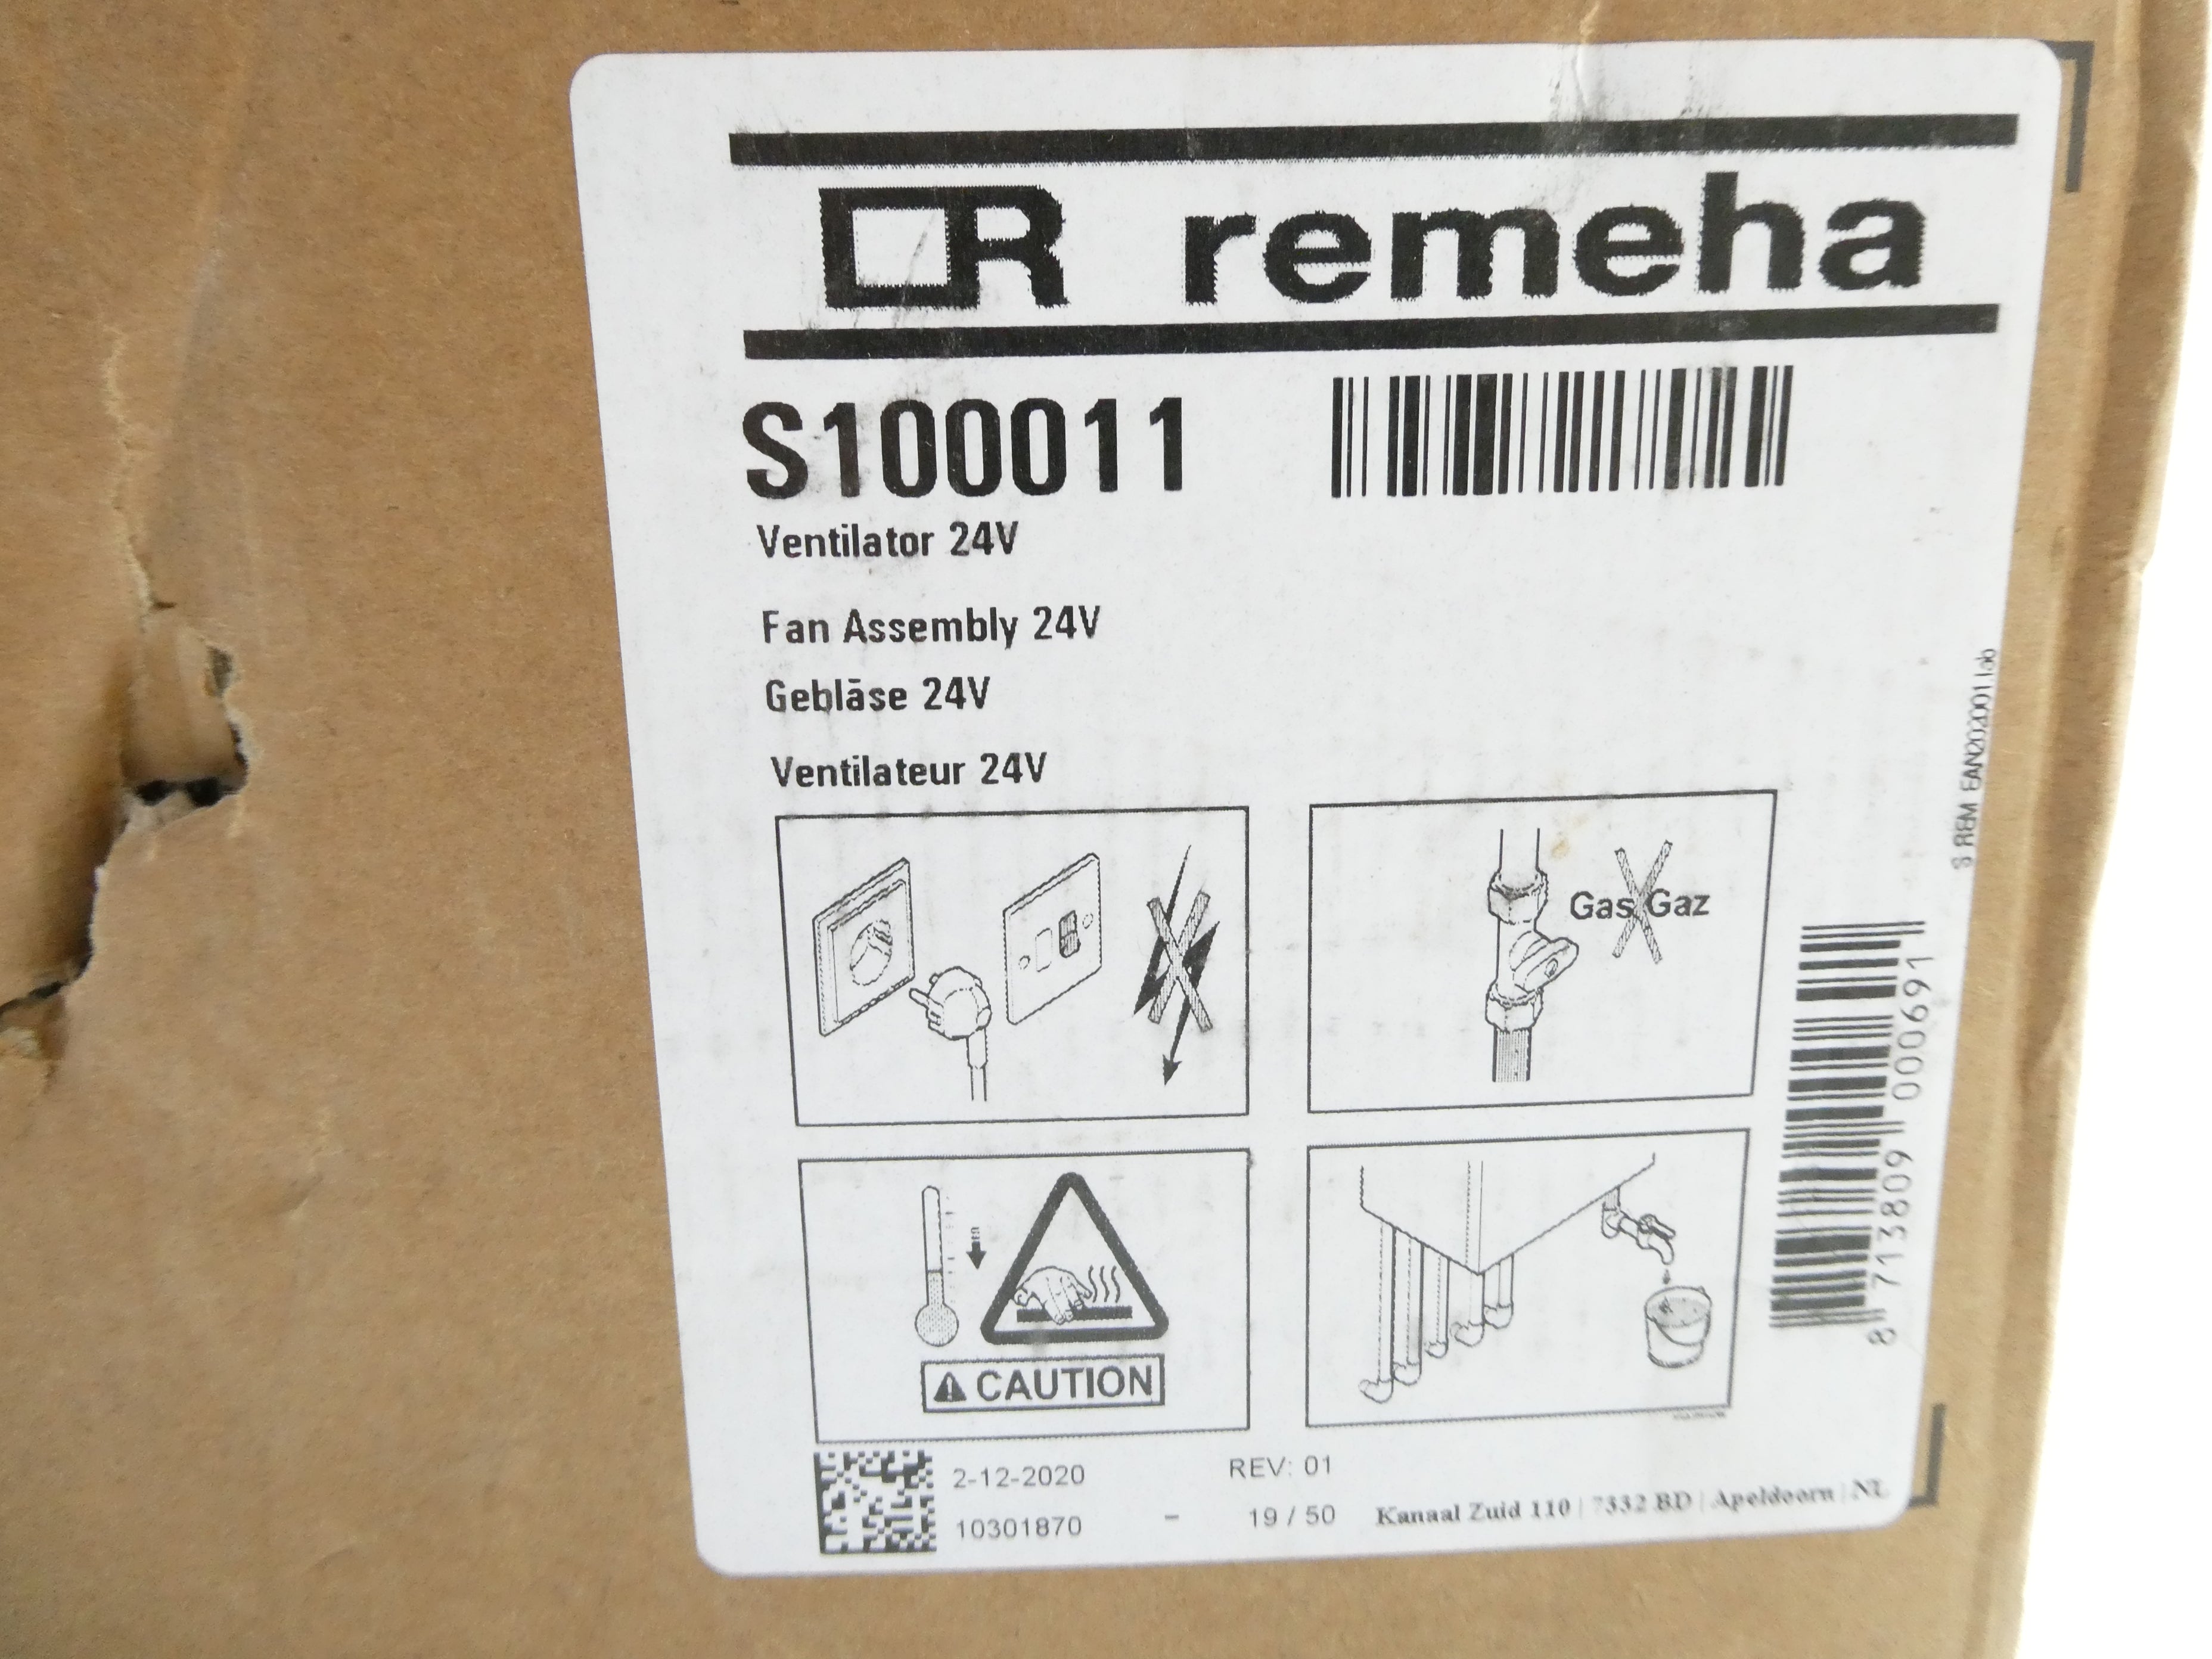 R remeha
S100011
Ventilator 24V
Fan Assembly 24V
Gebläse 24V
Ventilateur 24V
Gas Gaz
CAUTION
8 713809 000691
2-12-2020
REV: 01
10301870
-
19 / 50
Kanaal Zuid 110 | 7332 BD | Apeldoorn | NL